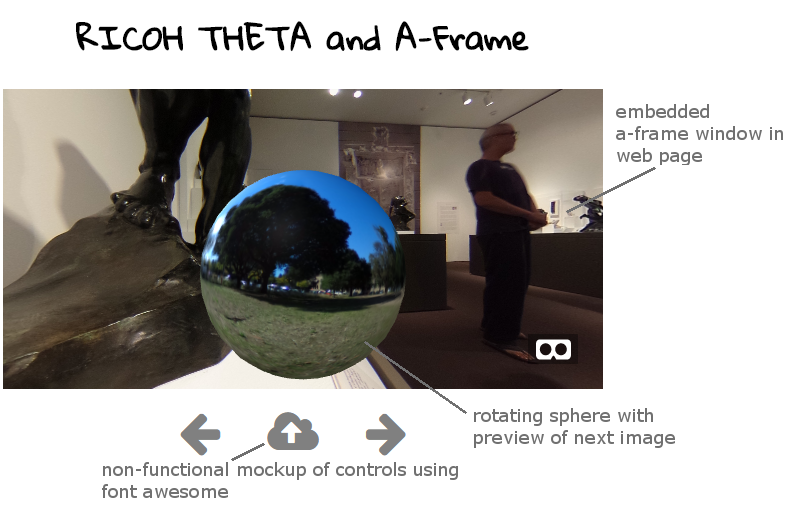 RICOH THETA and A-Frame
embedded
a-frame window in
web page
rotating sphere with
preview of next image
non-functional mockup of controls using
font awesome